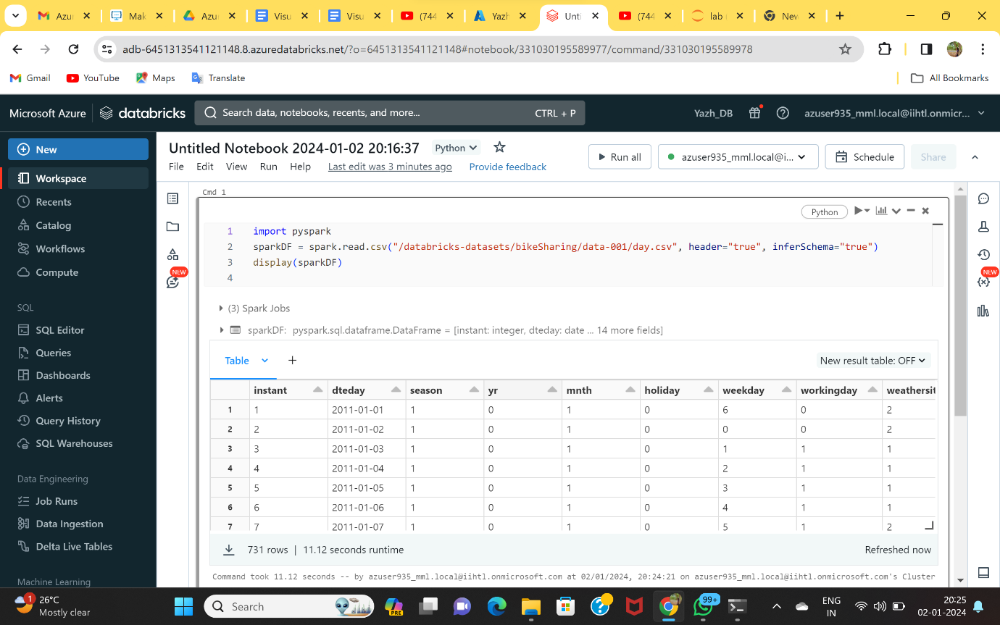 Azur
Mak
Azur
Visu
Visu
(744
Yazh
Unti
(744
lab
New
adb-6451313541121148.8.azuredatabricks.net/?o=6451313541121148#notebook/331030195589977/command/331030195589978
Gmail
YouTube
Maps
Translate
All Bookmarks
Microsoft Azure
databricks
Search data, notebooks, recents, and more...
CTRL + P
Yazh_DB
azuser935_mml.local@iihtl.onmicr...
New
Workspace
Recents
Catalog
Workflows
Compute
SQL
SQL Editor
Queries
Dashboards
Alerts
Query History
SQL Warehouses
Data Engineering
Job Runs
Data Ingestion
Delta Live Tables
Machine Learning
Untitled Notebook 2024-01-02 20:16:37
Python
File Edit View Run Help Last edit was 3 minutes ago Provide feedback
Run all
azuser935_mml.local@i...
Schedule
Share
NEW
NEW
Cmd 1
Python
1 import pyspark
2 sparkDF = spark.read.csv("/databricks-datasets/bikeSharing/data-001/day.csv", header="true", inferSchema="true")
3 display(sparkDF)
4
(3) Spark Jobs
sparkDF: pyspark.sql.dataframe.DataFrame = [instant: integer, dteday: date ... 14 more fields]
Table +
New result table: OFF
instant dteday season yr mnth holiday weekday workingday weathersit
1 1 2011-01-01 1 0 1 0 6 0 2
2 2 2011-01-02 1 0 1 0 0 0 2
3 3 2011-01-03 1 0 1 0 1 1 1
4 4 2011-01-04 1 0 1 0 2 1 1
5 5 2011-01-05 1 0 1 0 3 1 1
6 6 2011-01-06 1 0 1 0 4 1 1
7 7 2011-01-07 1 0 1 0 5 1 2
731 rows | 11.12 seconds runtime
Refreshed now
Command took 11.12 seconds -- by azuser935_mml.local@iihtl.onmicrosoft.com at 02/01/2024, 20:24:21 on azuser935_mml.local@iihtl.onmicrosoft.com's Cluster
1
26°C
Mostly clear
Search
PRE
99+
ENG
IN
20:25
02-01-2024